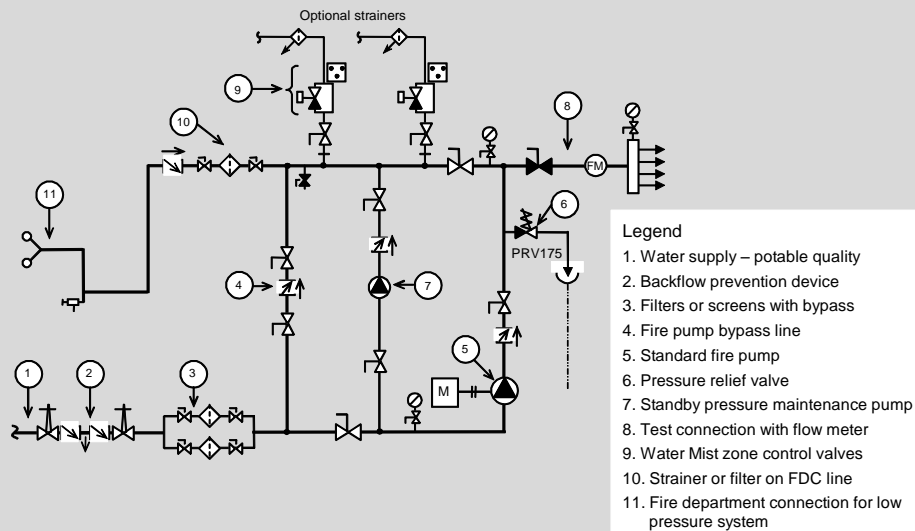 Optional strainers
9
10
8
FM
11
6
PRV175
4
7
5
M
1
2
3
Legend
1. Water supply – potable quality
2. Backflow prevention device
3. Filters or screens with bypass
4. Fire pump bypass line
5. Standard fire pump
6. Pressure relief valve
7. Standby pressure maintenance pump
8. Test connection with flow meter
9. Water Mist zone control valves
10. Strainer or filter on FDC line
11. Fire department connection for low
pressure system